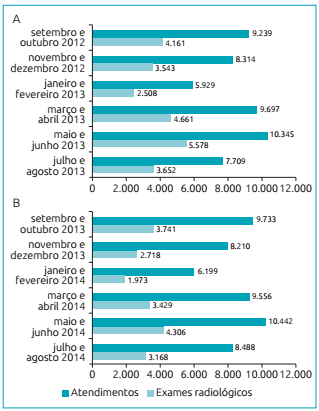 A
setembro e
outubro 2012
9.239
4.161
novembro e
dezembro 2012
8.314
3.543
janeiro e
fevereiro 2013
5.929
2.508
março e
abril 2013
9.697
4.661
maio e
junho 2013
10.345
5.578
julho e
agosto 2013
7.709
3.652
0 2.000 4.000 6.000 8.000 10.000 12.000
B
setembro e
outubro 2013
9.733
3.741
novembro e
dezembro 2013
8.210
2.718
janeiro e
fevereiro 2014
6.199
1.973
março e
abril 2014
9.556
3.429
maio e
junho 2014
10.442
4.306
julho e
agosto 2014
8.488
3.168
0 2.000 4.000 6.000 8.000 10.000 12.000
Atendimentos Exames radiológicos